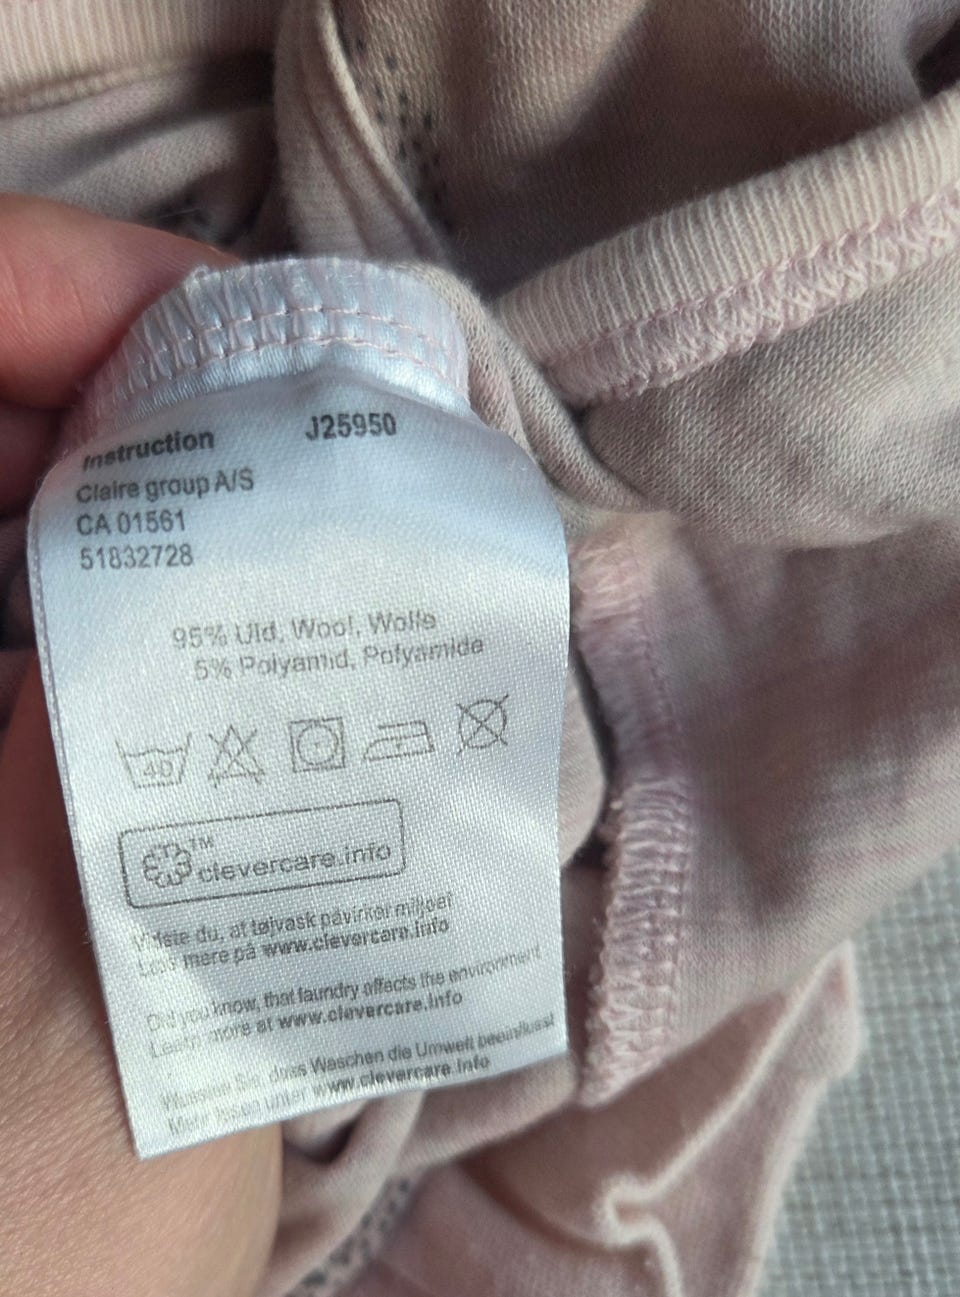 Instruction J25950
Claire group A/S
CA 01561
51832728
95% Uld, Wool, Wolle
5% Polyamid, Polyamide
40
™
clevercare.info
Vidste du, at tøjvask påvirker miljøet
Læs mere på www.clevercare.info
Did you know, that laundry affects the environment
Learn more at www.clevercare.info
Wussten Sie, dass Waschen die Umwelt beeinflusst
Mehr lesen unter www.clevercare.info